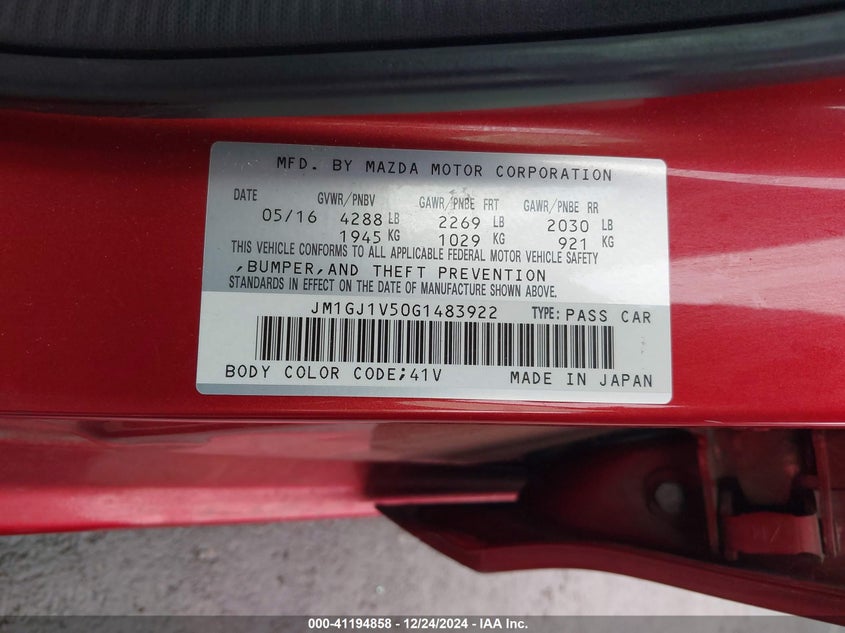 MFD. BY MAZDA MOTOR CORPORATION
DATE GVWR/PNBV GAWR/PNBE FRT GAWR/PNBE RR
05/16 4288 LB 2269 LB 2030 LB
1945 KG 1029 KG 921 KG
THIS VEHICLE CONFORMS TO ALL APPLICABLE FEDERAL MOTOR VEHICLE SAFETY
,BUMPER,AND THEFT PREVENTION
STANDARDS IN EFFECT ON THE DATE OF MANUFACTURE SHOWN ABOVE.
JM1GJ1V50G1483922 TYPE: PASS CAR
BODY COLOR CODE;41V MADE IN JAPAN
000-41194858 - 12/24/2024 - IAA Inc.